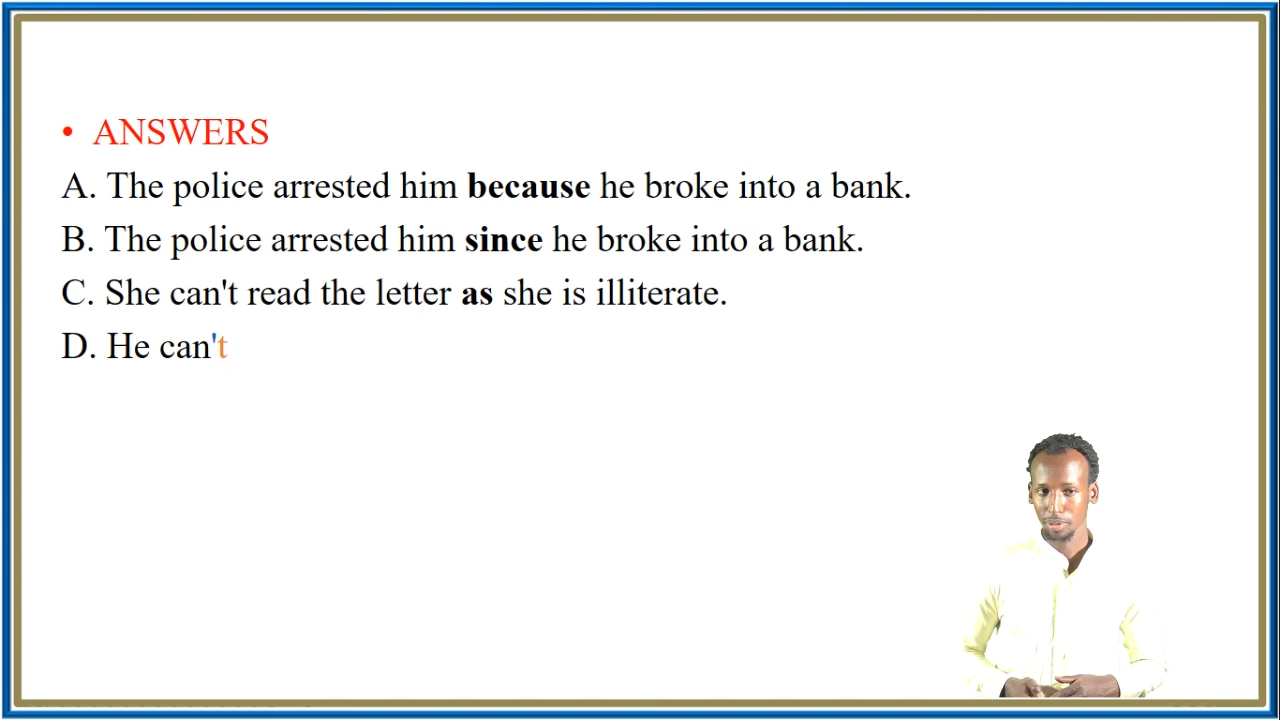 • ANSWERS
A. The police arrested him because he broke into a bank.
B. The police arrested him since he broke into a bank.
C. She can't read the letter as she is illiterate.
D. He can't